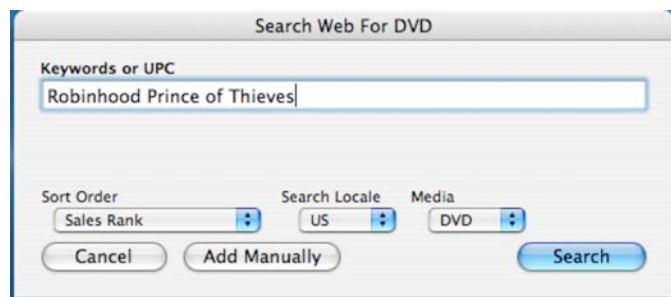 Search Web For DVD
Keywords or UPC
Robinhood Prince of Thieves
Sort Order Search Locale Media
Sales Rank US DVD
Cancel Add Manually Search